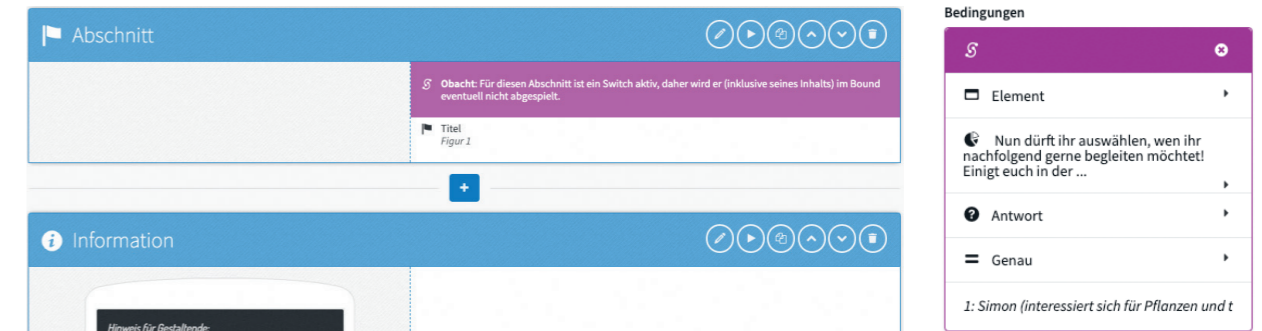 Bedingungen
Abschnitt
Obacht: Für diesen Abschnitt ist ein Switch aktiv, daher wird er (inklusive seines Inhalts) im Bound
eventuell nicht abgespielt.
Titel
Figur 1
Information
Hinweis für Gestaltende:
Element
Nun dürft ihr auswählen, wen ihr
nachfolgend gerne begleiten möchtet!
Einigt euch in der ...
Antwort
Genau
1: Simon (interessiert sich für Pflanzen und t